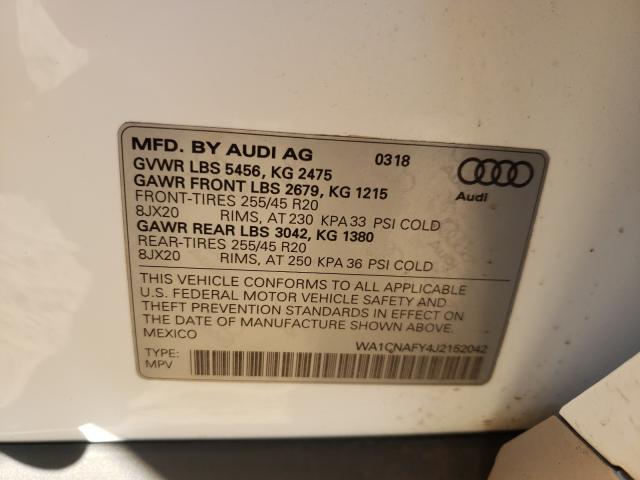 MFD. BY AUDI AG 0318
GVWR LBS 5456, KG 2475
GAWR FRONT LBS 2679, KG 1215
FRONT-TIRES 255/45 R20
8JX20 RIMS, AT 230 KPA 33 PSI COLD
GAWR REAR LBS 3042, KG 1380
REAR-TIRES 255/45 R20
8JX20 RIMS, AT 250 KPA 36 PSI COLD
Audi
THIS VEHICLE CONFORMS TO ALL APPLICABLE
U.S. FEDERAL MOTOR VEHICLE SAFETY AND
THEFT PREVENTION STANDARDS IN EFFECT ON
THE DATE OF MANUFACTURE SHOWN ABOVE.
MEXICO
WA1CNAFY4J2152042
TYPE:
MPV